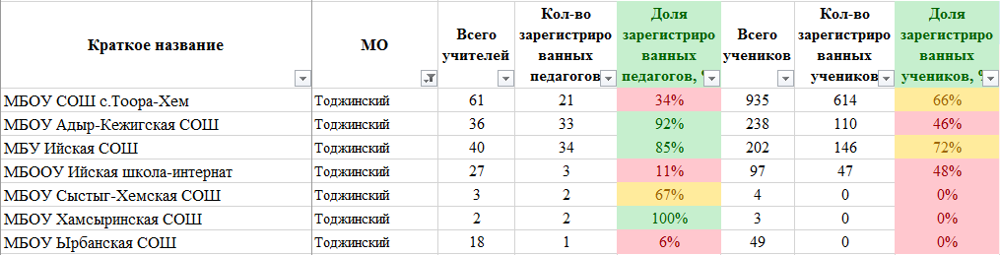 Краткое название МО Всего учителей Кол-во зарегистрированных педагогов Доля зарегистрированных педагогов, % Всего учеников Кол-во зарегистрированных учеников Доля зарегистрированных учеников, %
МБОУ СОШ с.Тоора-Хем Тоджинский 61 21 34% 935 614 66%
МБОУ Адыр-Кежигская СОШ Тоджинский 36 33 92% 238 110 46%
МБУ Ийская СОШ Тоджинский 40 34 85% 202 146 72%
МБООУ Ийская школа-интернат Тоджинский 27 3 11% 97 47 48%
МБОУ Сыстыг-Хемская СОШ Тоджинский 3 2 67% 4 0 0%
МБОУ Хамсыринская СОШ Тоджинский 2 2 100% 3 0 0%
МБОУ Ырбанская СОШ Тоджинский 18 1 6% 49 0 0%